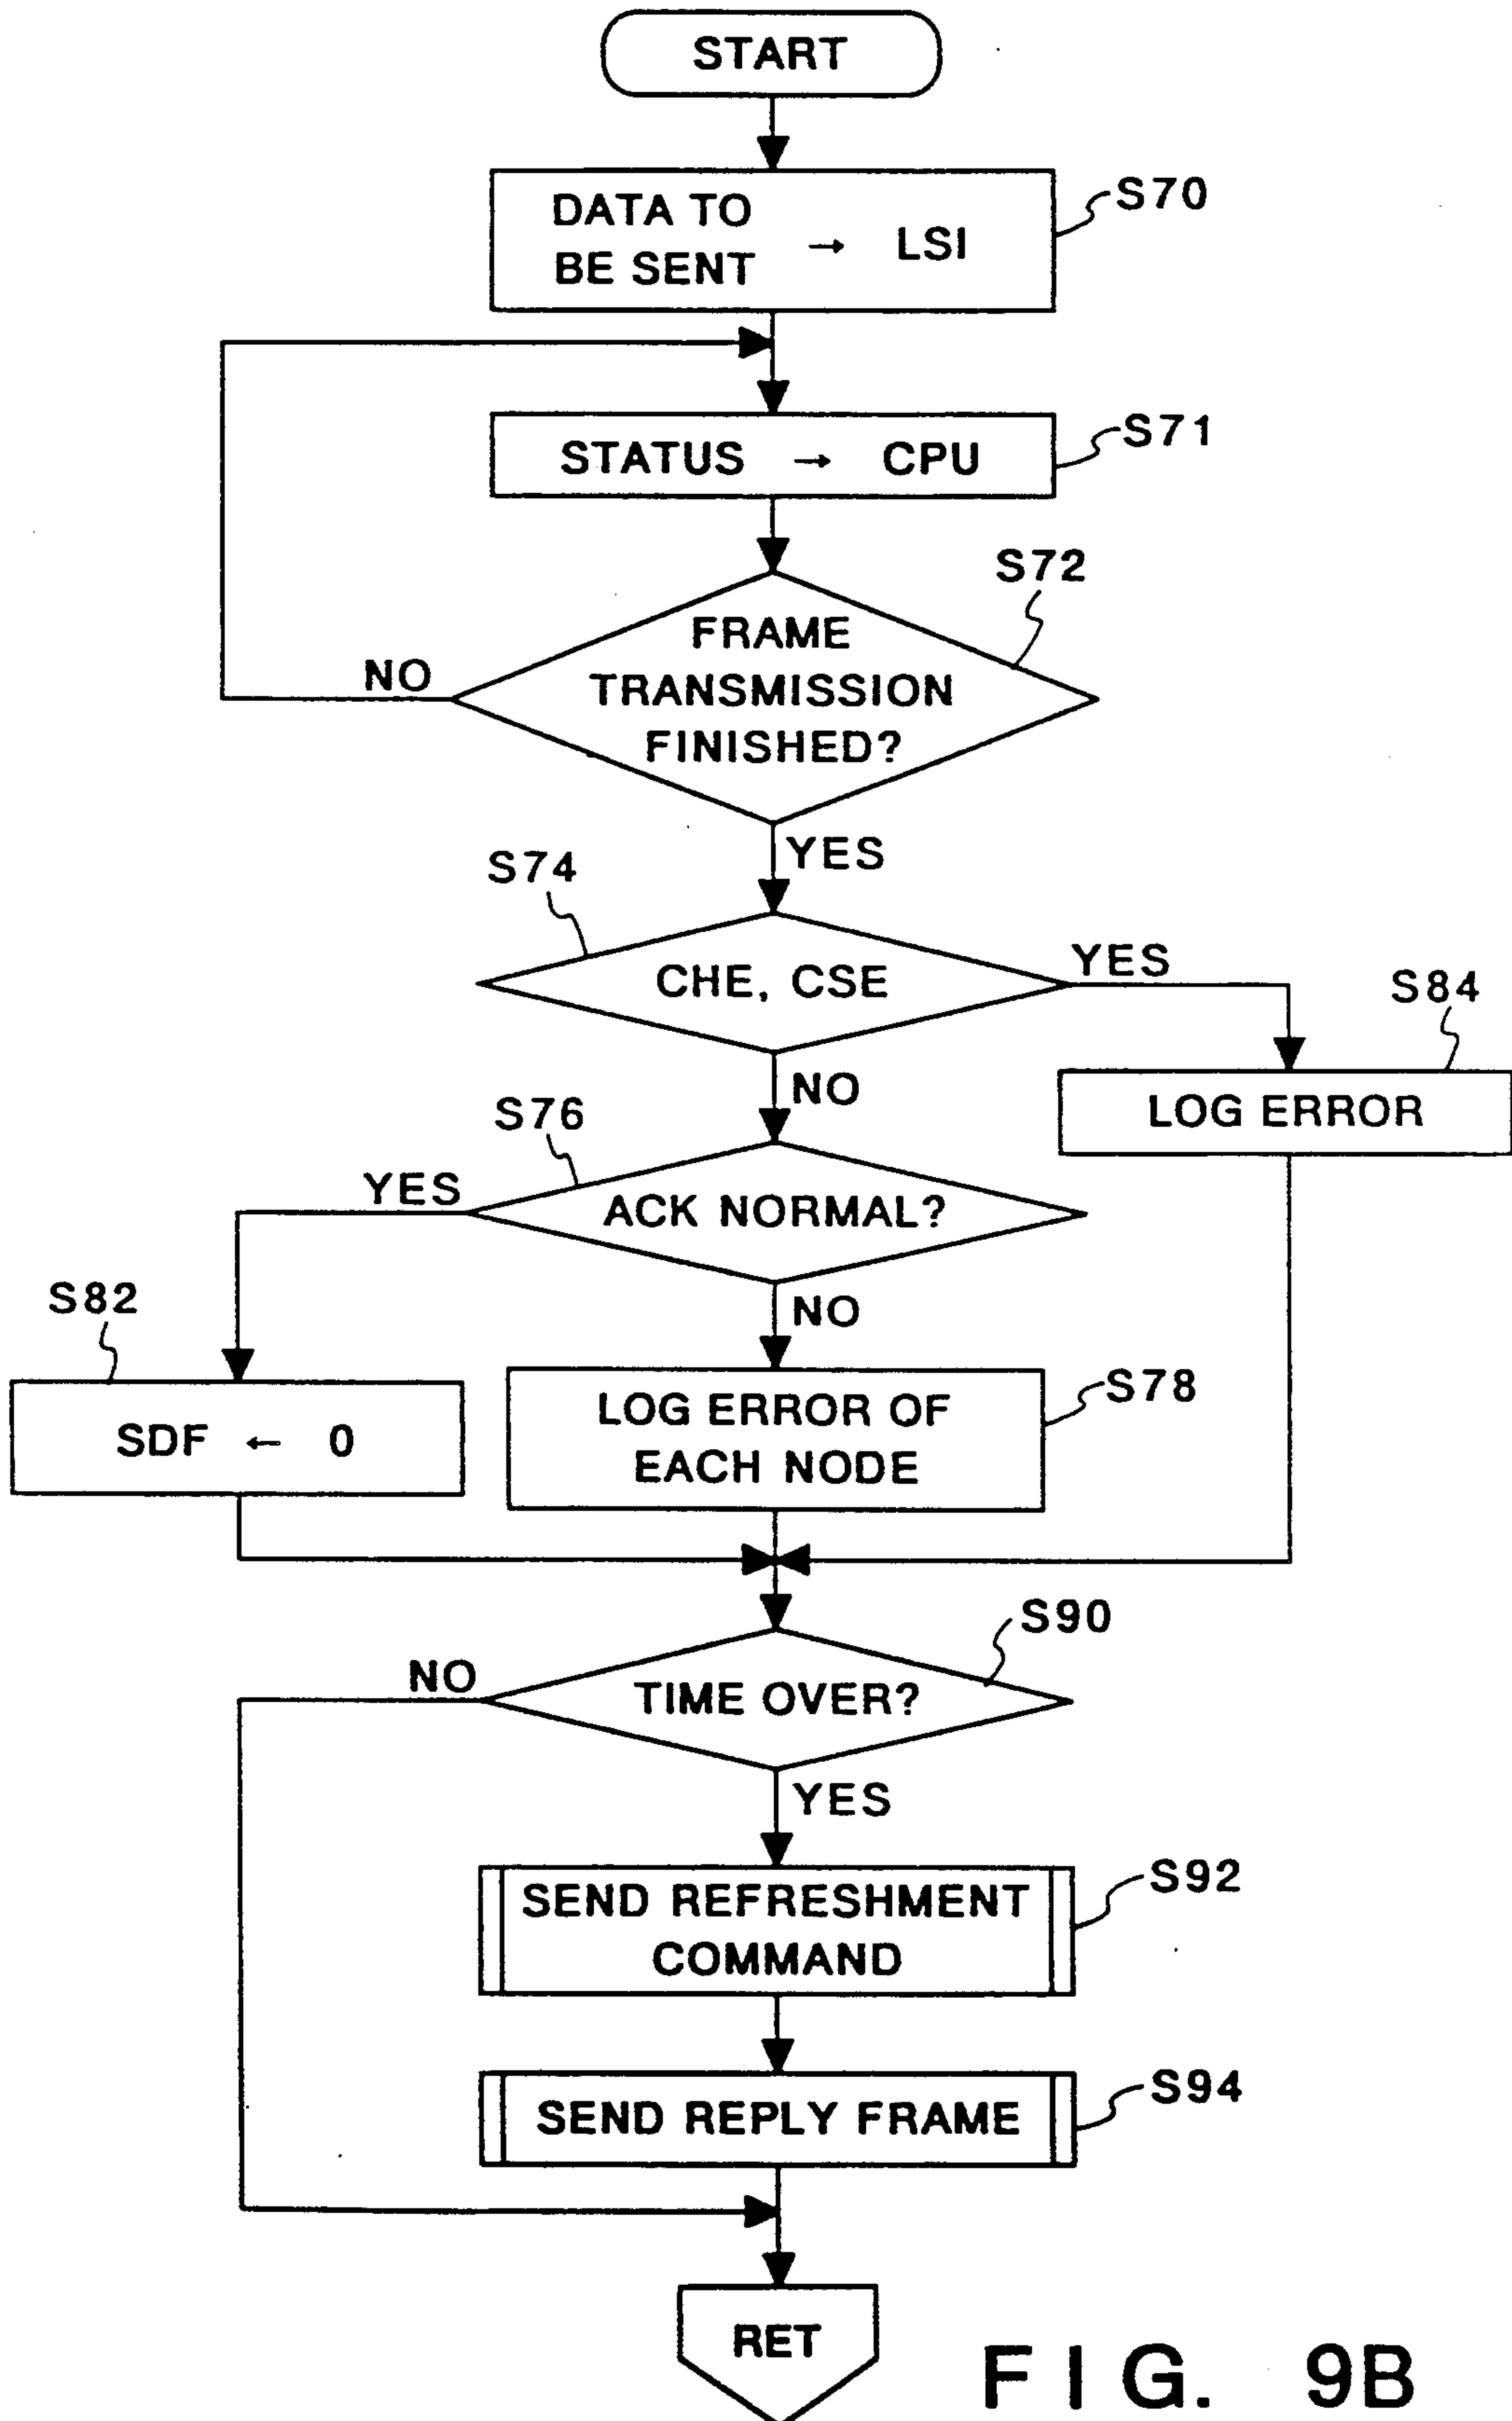 START
DATA TO
BE SENT → LSI
S70
STATUS → CPU
S71
S72
FRAME
TRANSMISSION
FINISHED?
NO
YES
S74
CHE, CSE
YES
S84
NO
LOG ERROR
S76
YES
ACK NORMAL?
S82
NO
SDF ← 0
LOG ERROR OF
EACH NODE
S78
S90
NO
TIME OVER?
YES
SEND REFRESHMENT
COMMAND
S92
SEND REPLY FRAME
S94
RET
FIG. 9B